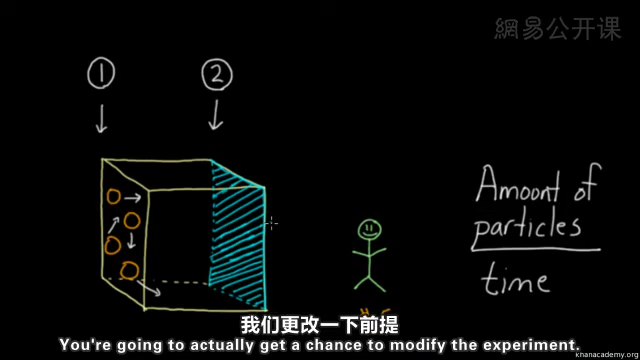 網易公开课
① ②
Amount of
particles
time
我们更改一下前提
You're going to actually get a chance to modify the experiment.
khanacademy.org